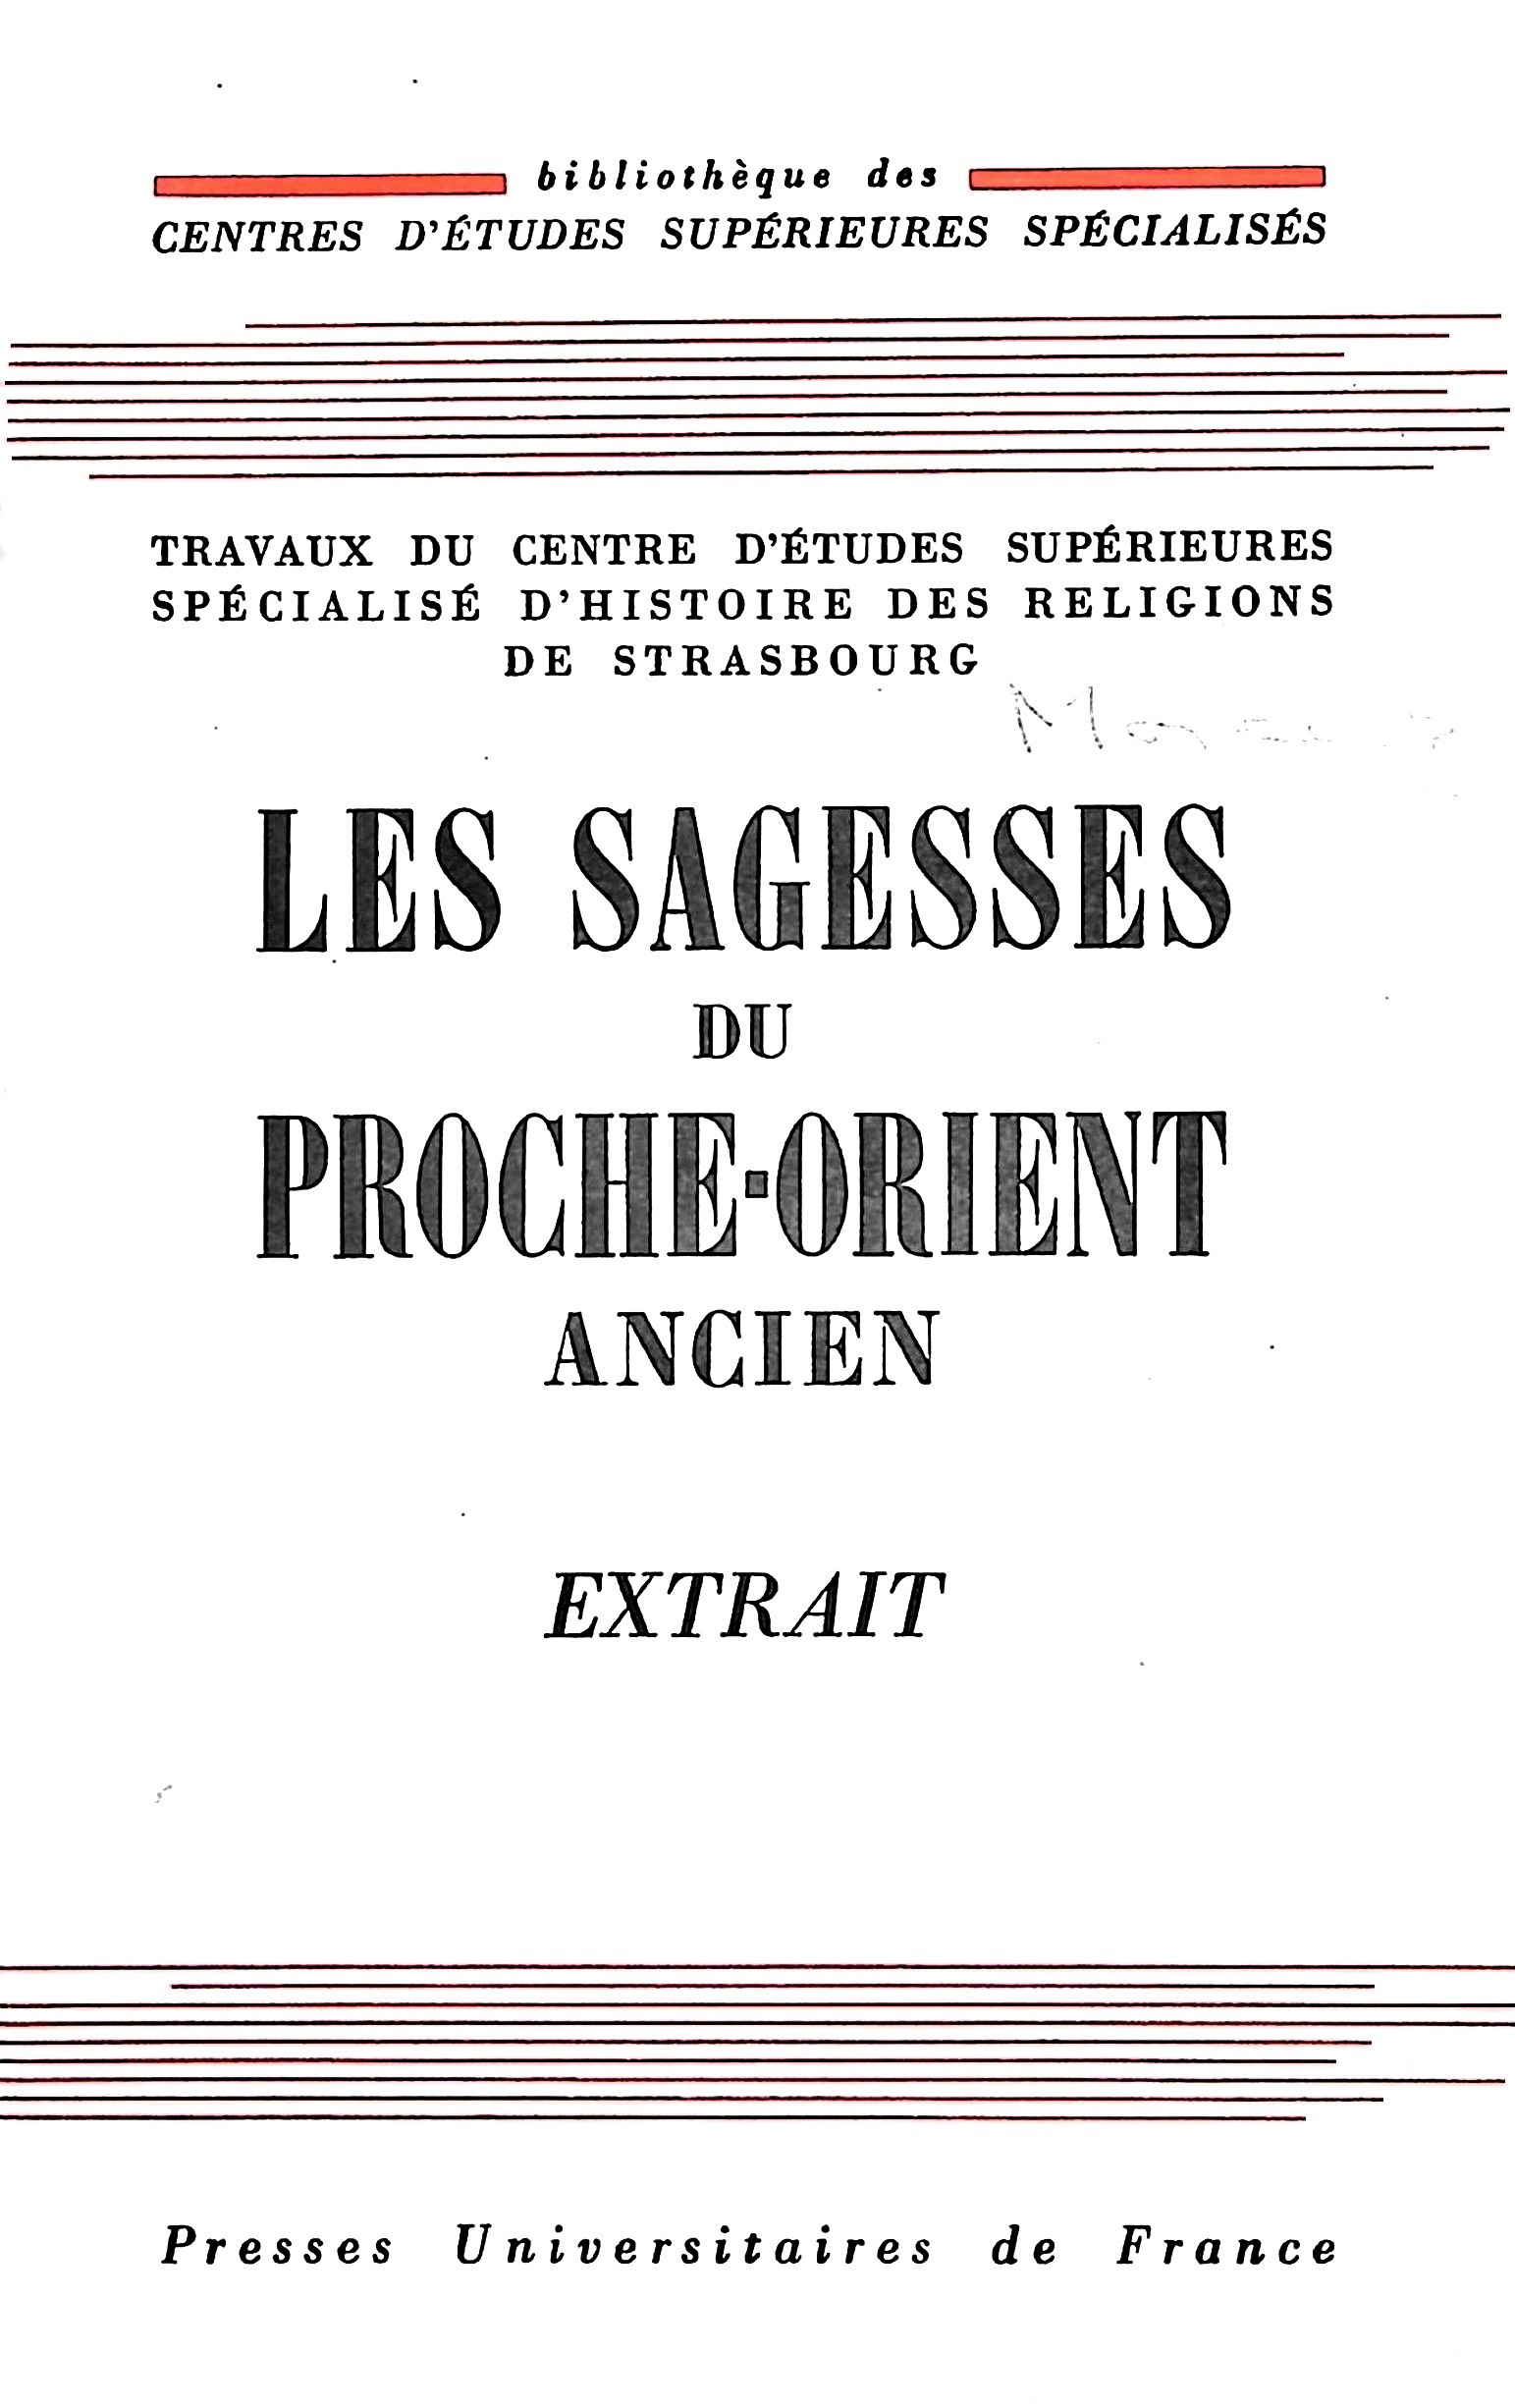 bibliothèque des
CENTRES D'ÉTUDES SUPÉRIEURES SPÉCIALISÉS
TRAVAUX DU CENTRE D'ÉTUDES SUPÉRIEURES
SPÉCIALISÉ D'HISTOIRE DES RELIGIONS
DE STRASBOURG
LES SAGESSES
DU
PROCHE-ORIENT
ANCIEN
EXTRAIT
Presses Universitaires de France